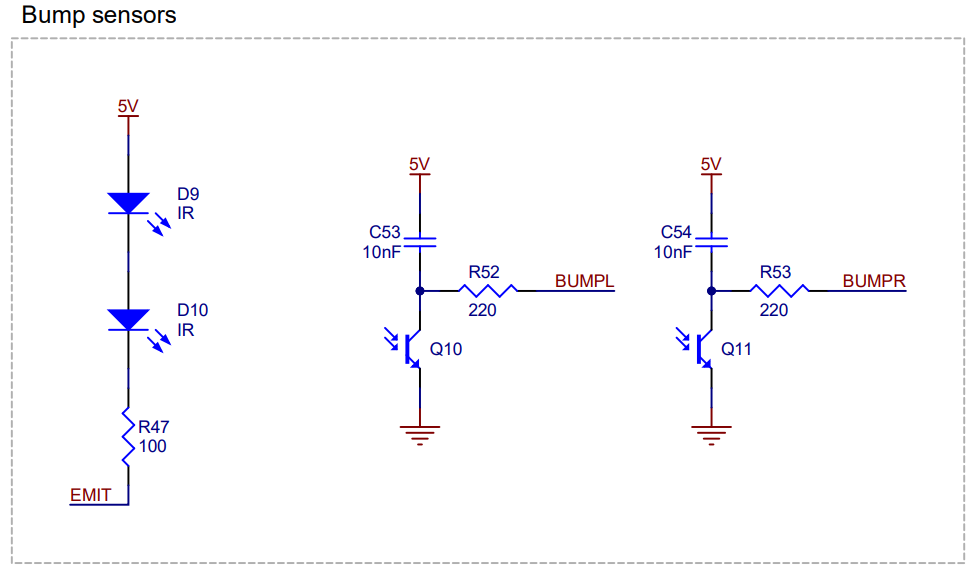 Bump sensors
5V
D9
IR
D10
IR
R47
100
EMIT
5V
C53
10nF
R52
220
BUMPL
Q10
5V
C54
10nF
R53
220
BUMPR
Q11